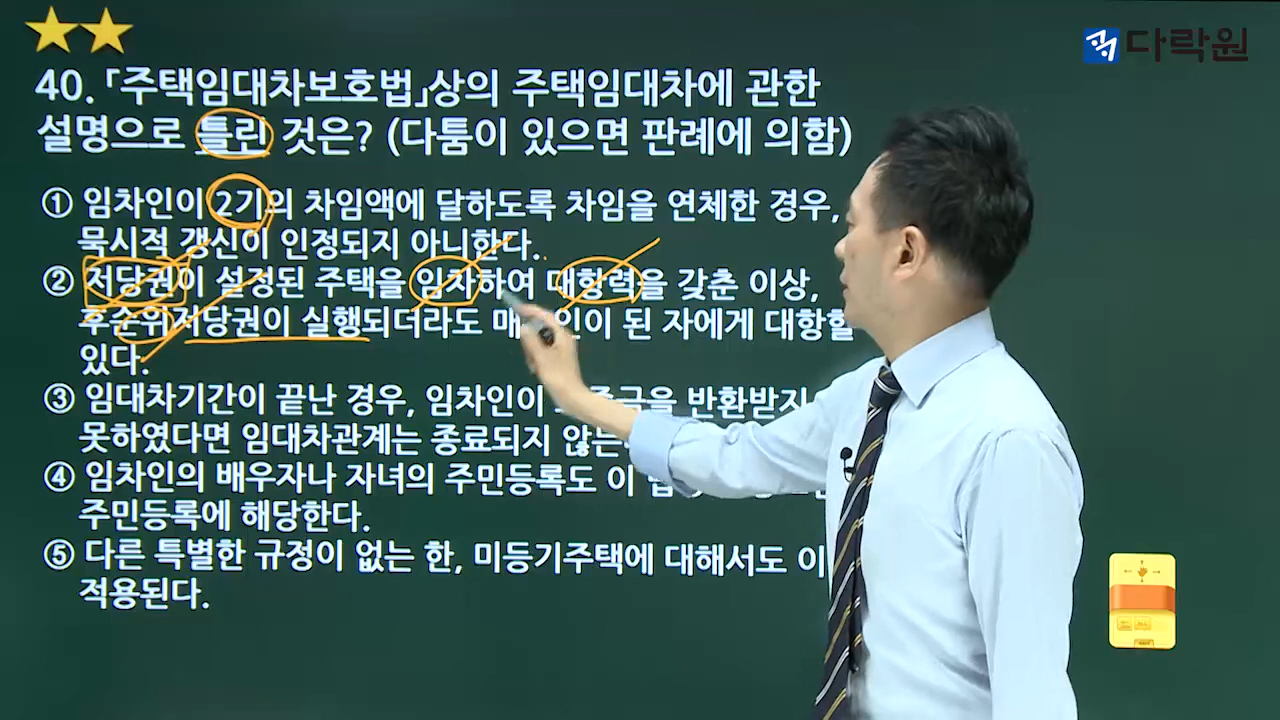 다락원
40. 「주택임대차보호법」상의 주택임대차에 관한
설명으로 틀린 것은? (다툼이 있으면 판례에 의함)
① 임차인이 2기의 차임액에 달하도록 차임을 연체한 경우,
묵시적 갱신이 인정되지 아니한다.
② 저당권이 설정된 주택을 임차하여 대항력을 갖춘 이상,
후순위저당권이 실행되더라도 된 자에게 대항할
있다.
③ 임대차기간이 끝난 경우, 임차인이 반환받지
못하였다면 임대차관계는 종료되지
④ 임차인의 배우자나 자녀의 주민등록도 이
주민등록에 해당한다.
⑤ 다른 특별한 규정이 없는 한, 미등기주택에 대해서도 이
적용된다.